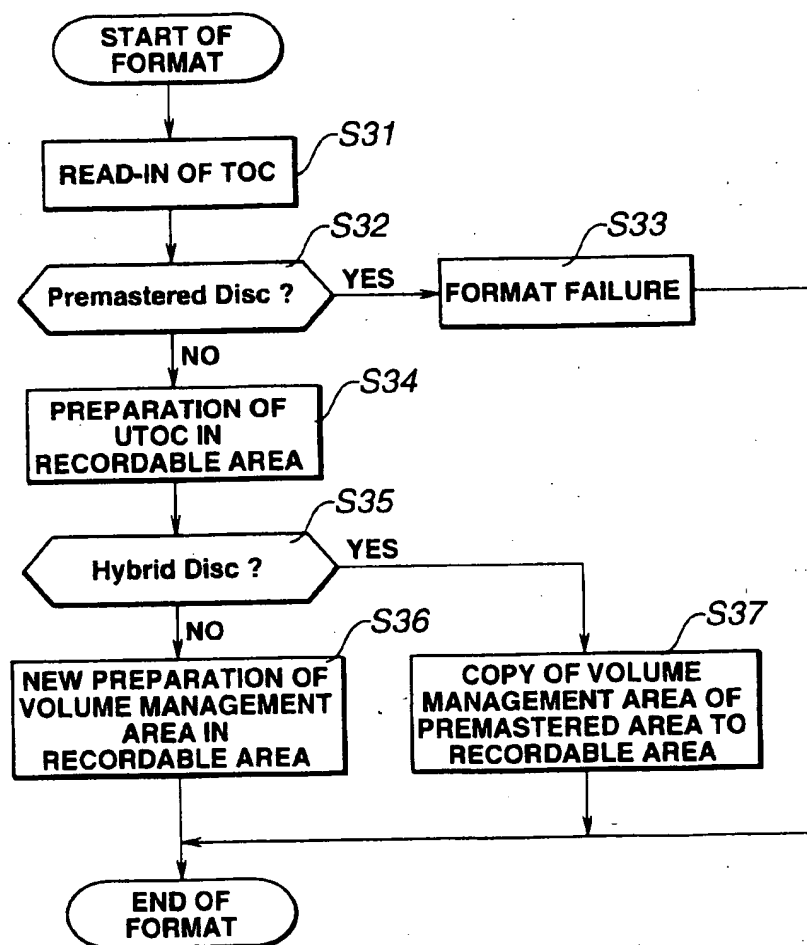 START OF
FORMAT
S31
READ-IN OF TOC
S32
Premastered Disc ?
YES
S33
FORMAT FAILURE
NO
S34
PREPARATION OF
UTOC IN
RECORDABLE AREA
S35
Hybrid Disc ?
YES
NO
S36
NEW PREPARATION OF
VOLUME MANAGEMENT
AREA IN
RECORDABLE AREA
S37
COPY OF VOLUME
MANAGEMENT AREA OF
PREMASTERED AREA TO
RECORDABLE AREA
END OF
FORMAT